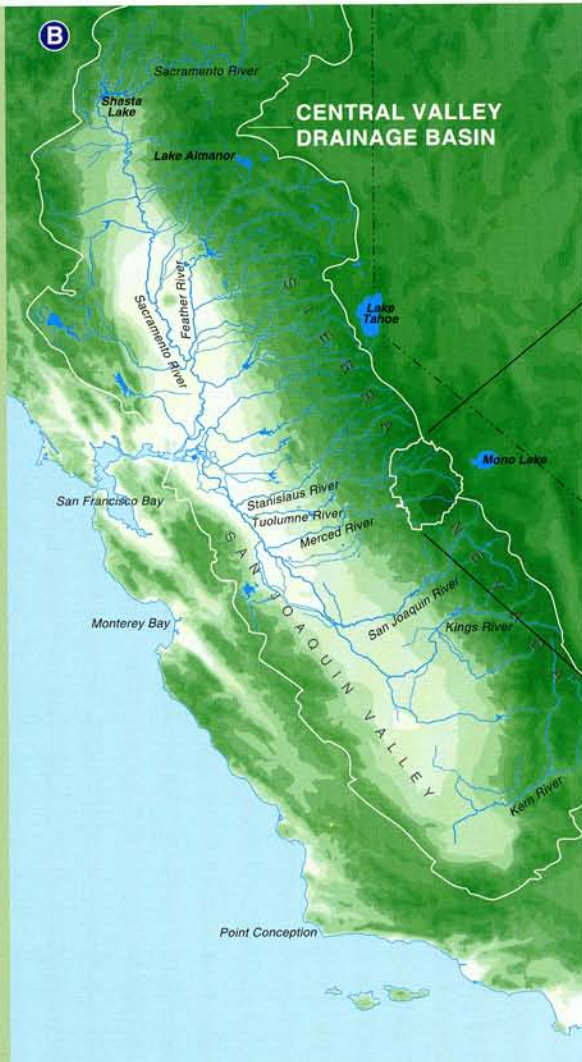 B
Sacramento River
Shasta
Lake
CENTRAL VALLEY
DRAINAGE BASIN
Lake Almanor
Feather River
Sacramento River
SIERRA
Lake
Tahoe
Mono Lake
San Francisco Bay
Stanislaus River
Tuolumne River
Merced River
NEVADA
SAN JOAQUIN VALLEY
San Joaquin River
Kings River
Monterey Bay
Kern River
Point Conception